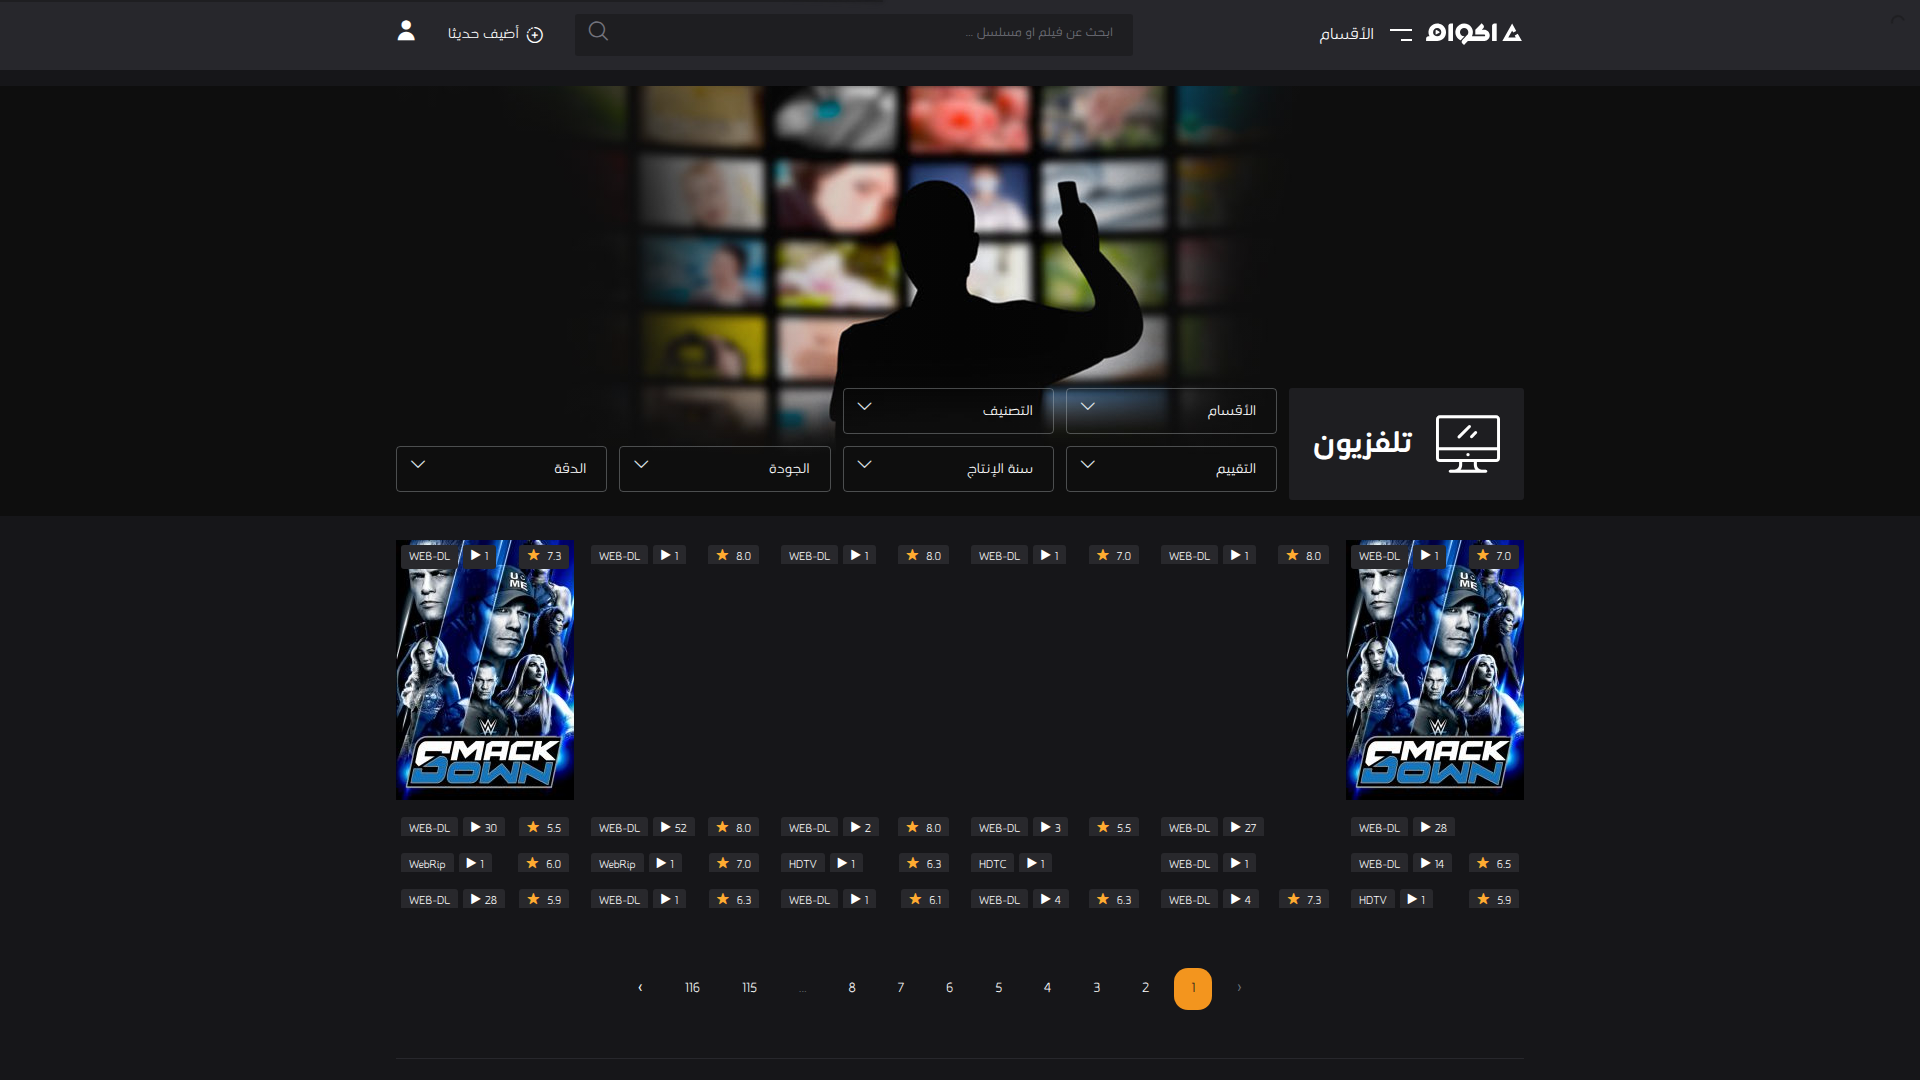 اكوام
الأقسام
ابحث عن فيلم او مسلسل ...
أضيف حديثا
تلفزيون
الأقسام
التصنيف
التقييم
سنة الإنتاج
الجودة
الدقة
7.0 1 WEB-DL
8.0 1 WEB-DL
7.0 1 WEB-DL
8.0 1 WEB-DL
8.0 1 WEB-DL
7.3 1 WEB-DL
U C ME
W
SMACK
DOWN
U C ME
W
SMACK
DOWN
28 WEB-DL
27 WEB-DL
5.5 3 WEB-DL
8.0 2 WEB-DL
8.0 52 WEB-DL
5.5 30 WEB-DL
6.5 14 WEB-DL
1 WEB-DL
1 HDTC
6.3 1 HDTV
7.0 1 WebRip
6.0 1 WebRip
5.9 1 HDTV
7.3 4 WEB-DL
6.3 4 WEB-DL
6.1 1 WEB-DL
6.3 1 WEB-DL
5.9 28 WEB-DL
‹ 1 2 3 4 5 6 7 8 ... 115 116 ›